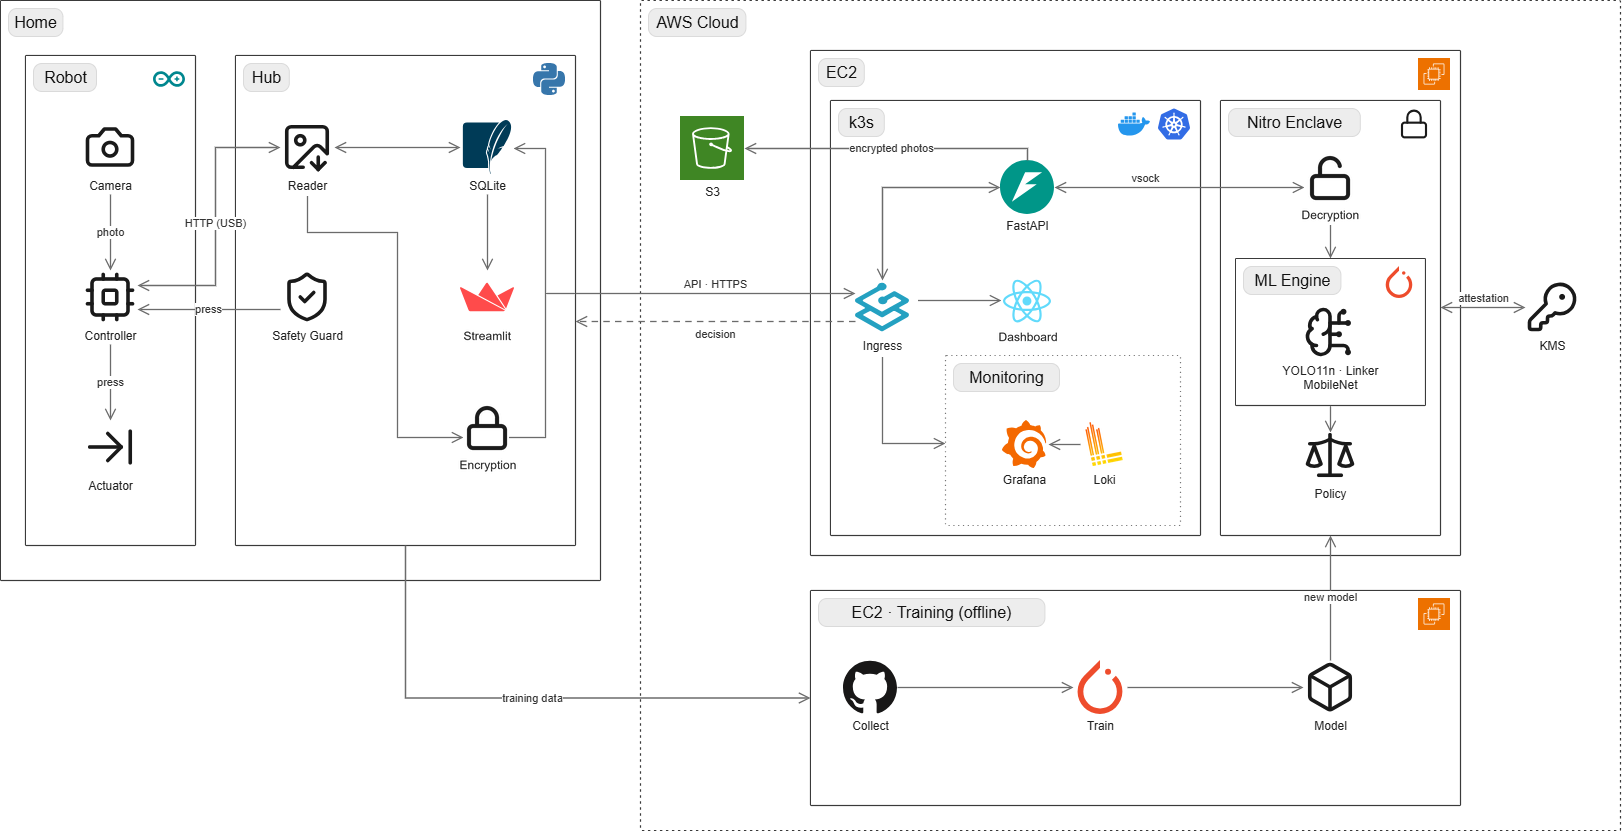 Home
AWS Cloud
Robot
Hub
EC2
k3s
Nitro Enclave
Camera
Reader
SQLite
S3
encrypted photos
FastAPI
vsock
Decryption
photo
HTTP (USB)
ML Engine
Controller
press
Safety Guard
Streamlit
API · HTTPS
decision
Ingress
Dashboard
YOLO11n · Linker
MobileNet
attestation
KMS
press
Actuator
Encryption
Monitoring
Grafana
Loki
Policy
new model
EC2 · Training (offline)
training data
Collect
Train
Model